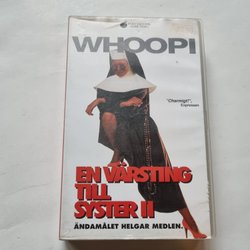 WHOOPI
"Charmigt!"
Expressen
EN VÄRSTING
TILL
SYSTER II
ÄNDAMÅLET HELGAR MEDLEN.